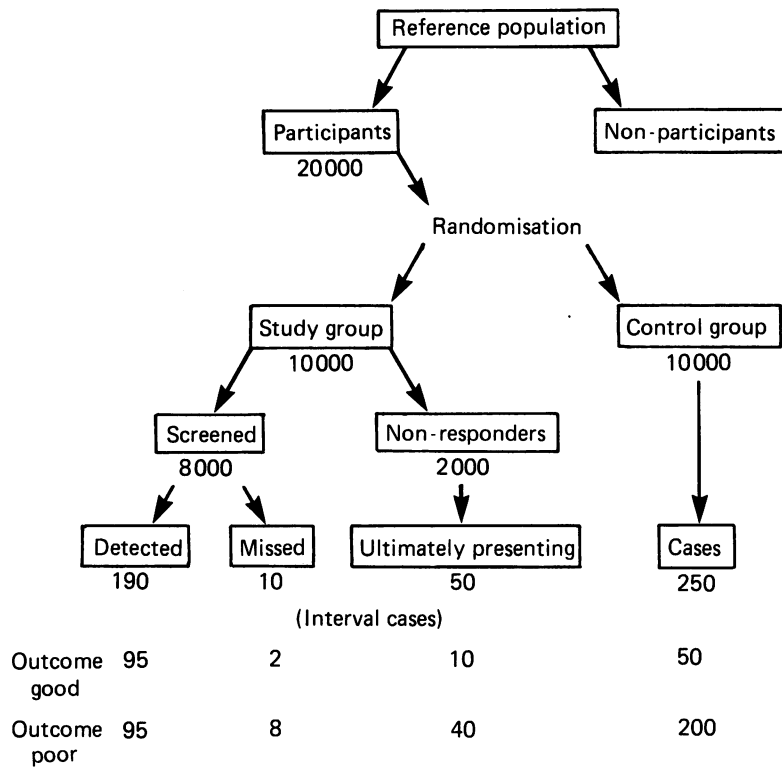 Reference population
Participants
Non-participants
20000
Randomisation
Study group
Control group
10000
10000
Screened
Non-responders
8000
2000
Detected
Missed
Ultimately presenting
Cases
190
10
50
250
(Interval cases)
Outcome good
95
2
10
50
Outcome poor
95
8
40
200